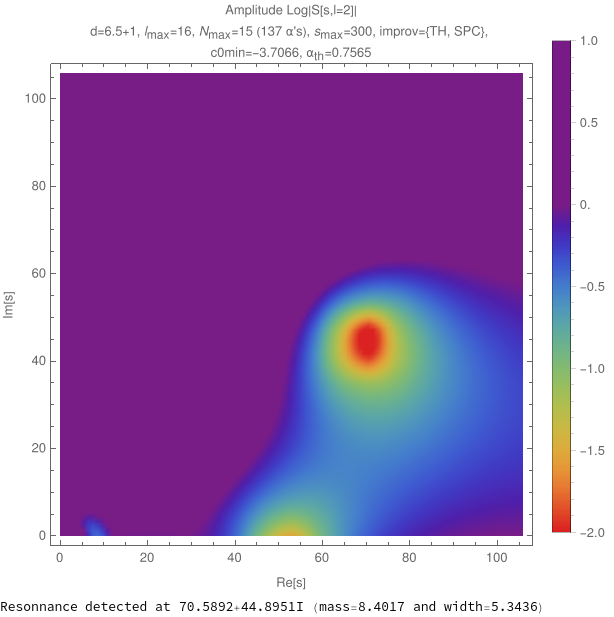 Amplitude Log|S[s,l=2]|
d=6.5+1, lmax=16, Nmax=15 (137 α's), smax=300, improv={TH, SPC},
c0min=−3.7066, αth=0.7565
1.0
0.5
0.
−0.5
−1.0
−1.5
−2.0
Im[s]
100
80
60
40
20
0
0 20 40 60 80 100
Re[s]
Resonnance detected at 70.5892+44.8951I (mass=8.4017 and width=5.3436)